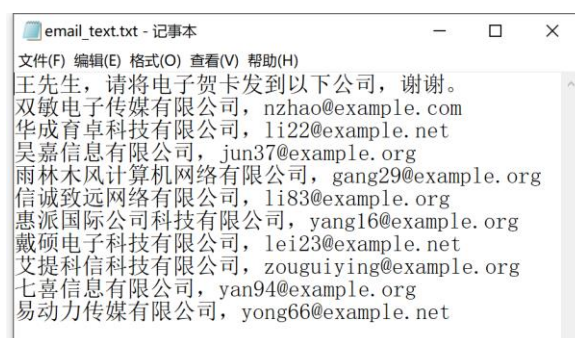 email_text.txt - 记事本
文件(F) 编辑(E) 格式(O) 查看(V) 帮助(H)
王先生，请将电子贺卡发到以下公司，谢谢。
双敏电子传媒有限公司，nzhao@example.com
华成育卓科技有限公司，li22@example.net
昊嘉信息有限公司，jun37@example.org
雨林木风计算机网络有限公司，gang29@example.org
信诚致远网络有限公司，li83@example.org
惠派国际公司科技有限公司，yang16@example.org
戴硕电子科技有限公司，lei23@example.net
艾提科信科技有限公司，zouguiying@example.org
七喜信息有限公司，yan94@example.org
易动力传媒有限公司，yong66@example.net